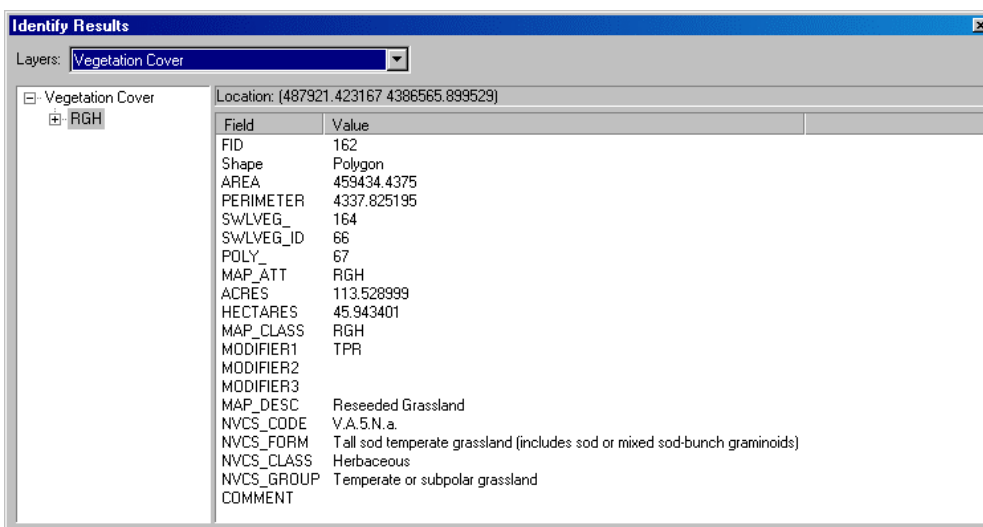 Identify Results
Layers: Vegetation Cover
Vegetation Cover
RGH
Location: (487921.423167 4386565.899529)
Field Value
FID 162
Shape Polygon
AREA 459434.4375
PERIMETER 4337.825195
SWLVEG_ 164
SWLVEG_ID 66
POLY_ 67
MAP_ATT RGH
ACRES 113.528999
HECTARES 45.943401
MAP_CLASS RGH
MODIFIER1 TPR
MODIFIER2
MODIFIER3
MAP_DESC Reseeded Grassland
NVCS_CODE V.A.5.N.a.
NVCS_FORM Tall sod temperate grassland (includes sod or mixed sod-bunch graminoids)
NVCS_CLASS Herbaceous
NVCS_GROUP Temperate or subpolar grassland
COMMENT